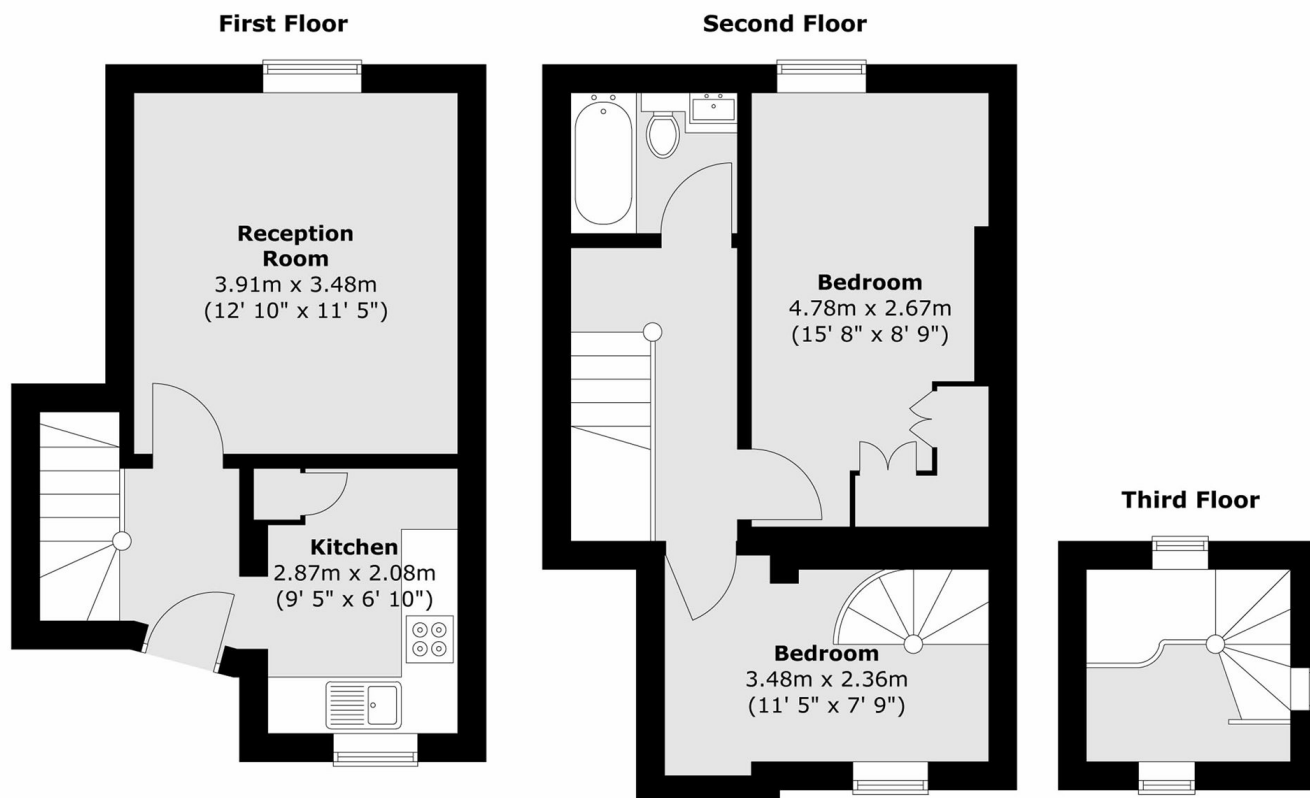 First Floor
Reception
Room
3.91m x 3.48m
(12' 10" x 11' 5")
Kitchen
2.87m x 2.08m
(9' 5" x 6' 10")
Second Floor
Bedroom
4.78m x 2.67m
(15' 8" x 8' 9")
Bedroom
3.48m x 2.36m
(11' 5" x 7' 9")
Third Floor